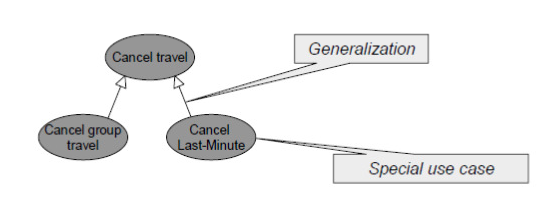 Generalization
Cancel travel
Cancel group
travel
Cancel
Last-Minute
Special use case